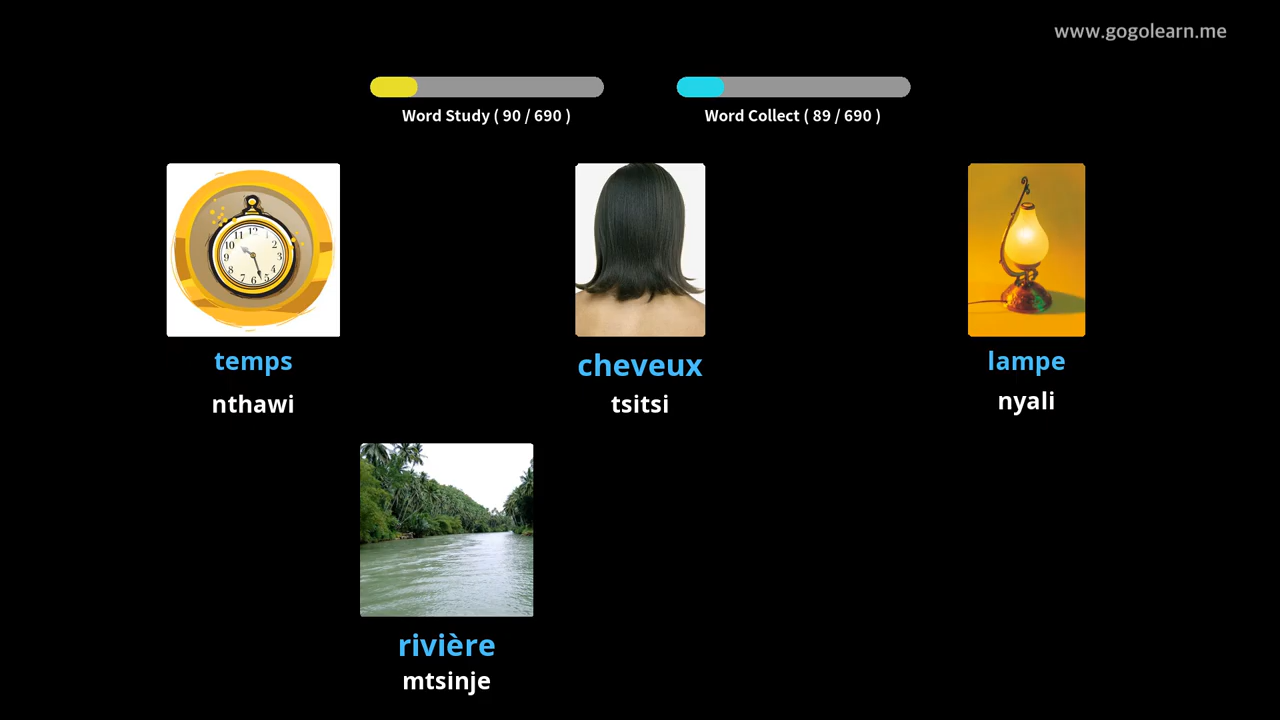 www.gogolearn.me
Word Study ( 90 / 690 )
Word Collect ( 89 / 690 )
temps
nthawi
cheveux
tsitsi
lampe
nyali
rivière
mtsinje